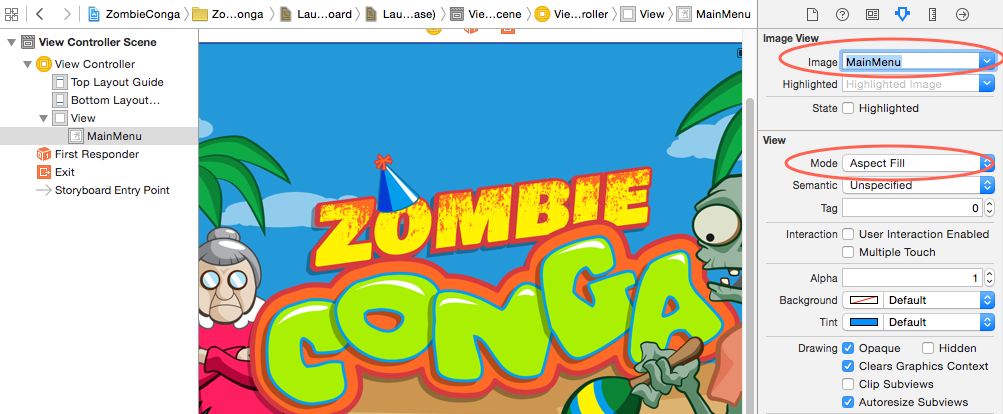 ZombieConga
Zo...onga
Lau...oard
Lau...ase)
Vie...cene
Vie...roller
View
MainMenu
View Controller Scene
View Controller
Top Layout Guide
Bottom Layout...
View
MainMenu
First Responder
Exit
Storyboard Entry Point
ZOMBIE
CONGA
Image View
Image MainMenu
Highlighted Highlighted Image
State Highlighted
View
Mode Aspect Fill
Semantic Unspecified
Tag 0
Interaction User Interaction Enabled
Multiple Touch
Alpha 1
Background Default
Tint Default
Drawing Opaque Hidden
Clears Graphics Context
Clip Subviews
Autoresize Subviews